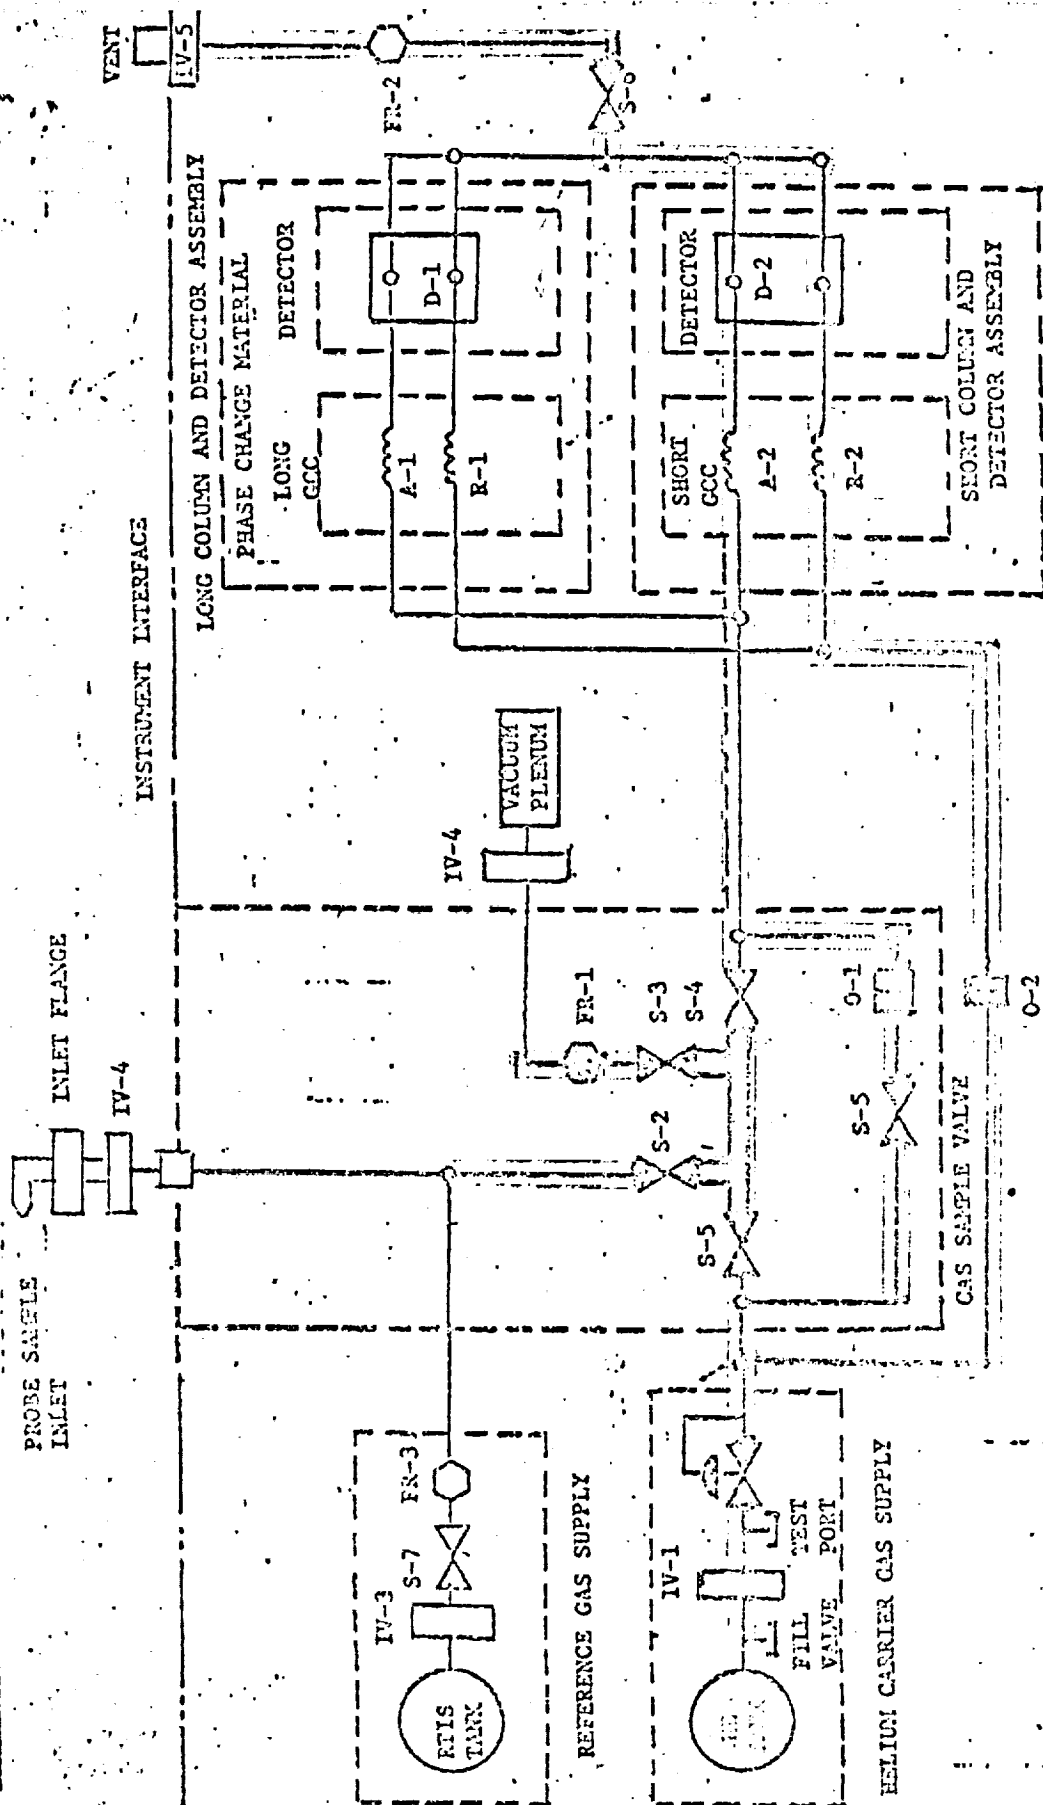 PROBE SAMPLE
INLET
INLET FLANGE
IV-4
INSTRUMENT INTERFACE
VENT
IV-5
FR-2
LONG COLUMN AND DETECTOR ASSEMBLY
PHASE CHANGE MATERIAL
LONG
GCC
DETECTOR
A-1
R-1
D-1
SHORT
GCC
DETECTOR
A-2
R-2
D-2
SHORT COLUMN AND
DETECTOR ASSEMBLY
IV-4
VACUUM
PLENUM
FR-1
S-3
S-4
S-2
S-5
S-5
O-1
O-2
GAS SAMPLE VALVE
RTIS
TANK
IV-3
S-7
FR-3
REFERENCE GAS SUPPLY
TANK
IV-1
FILL
VALVE
TEST
PORT
HELIUM CARRIER GAS SUPPLY